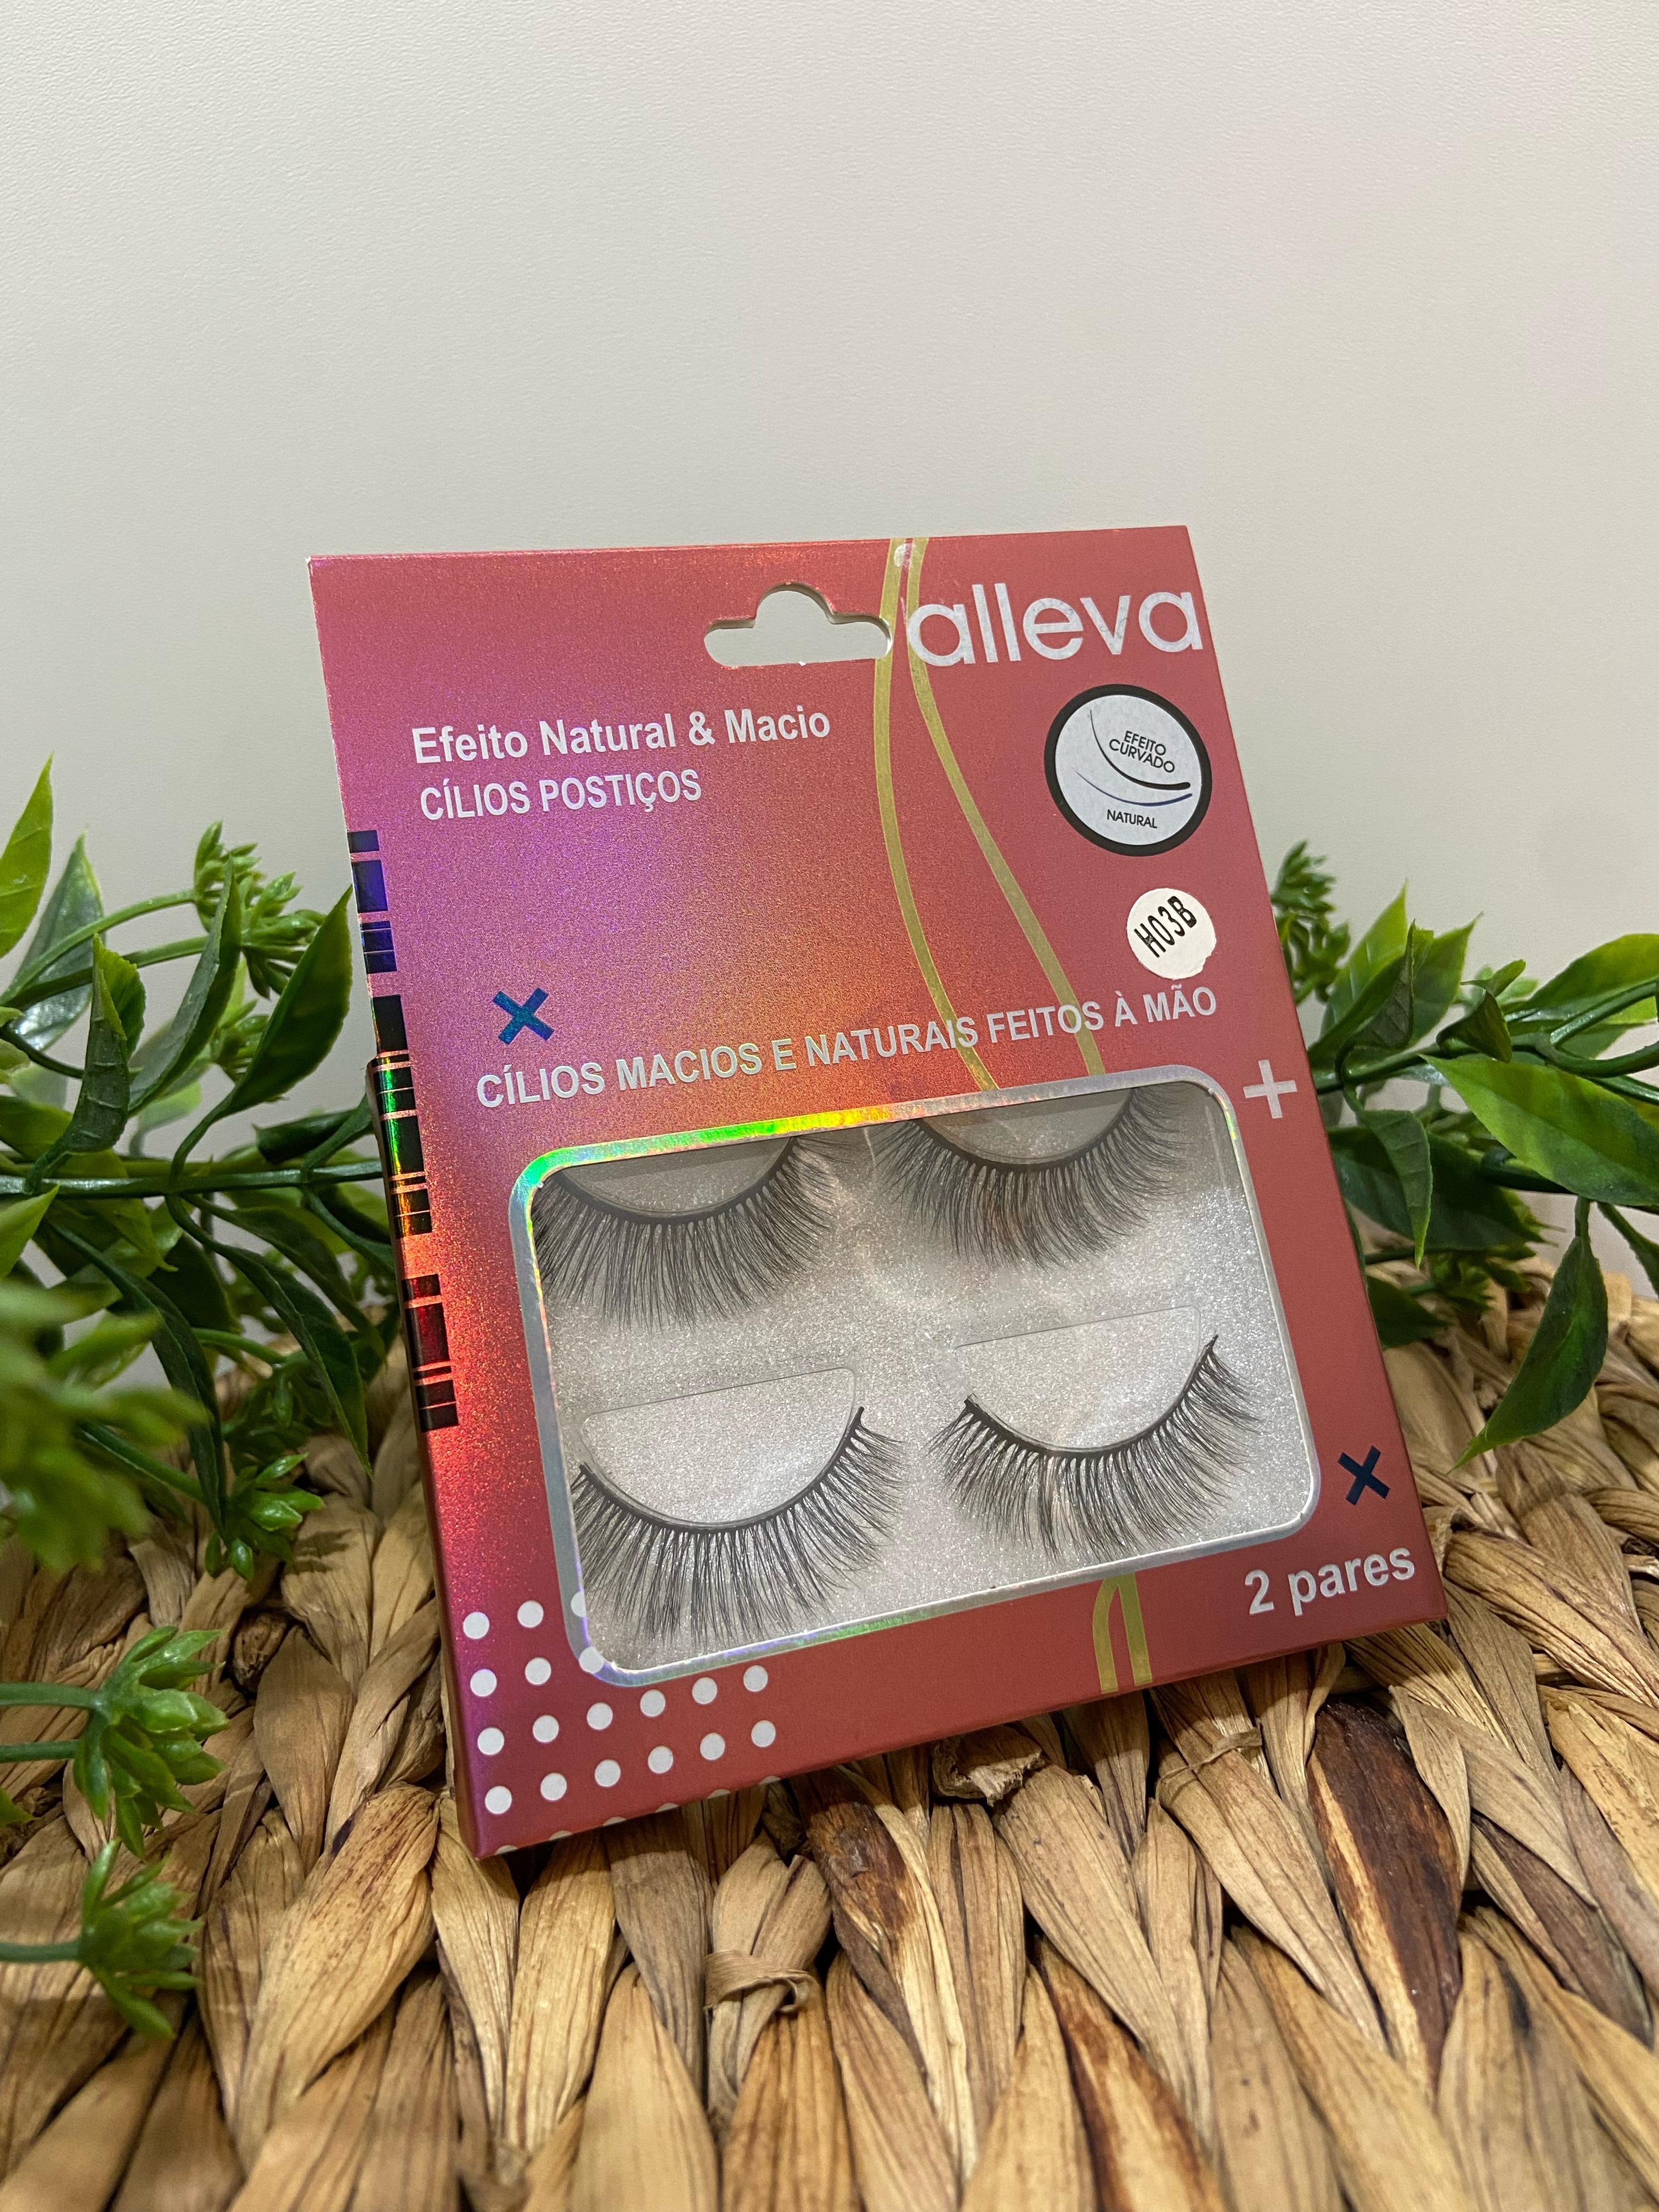 alleva
Efeito Natural & Macio
CÍLIOS POSTIÇOS
EFEITO
CURVADO
NATURAL
H03B
CÍLIOS MACIOS E NATURAIS FEITOS À MÃO
2 pares